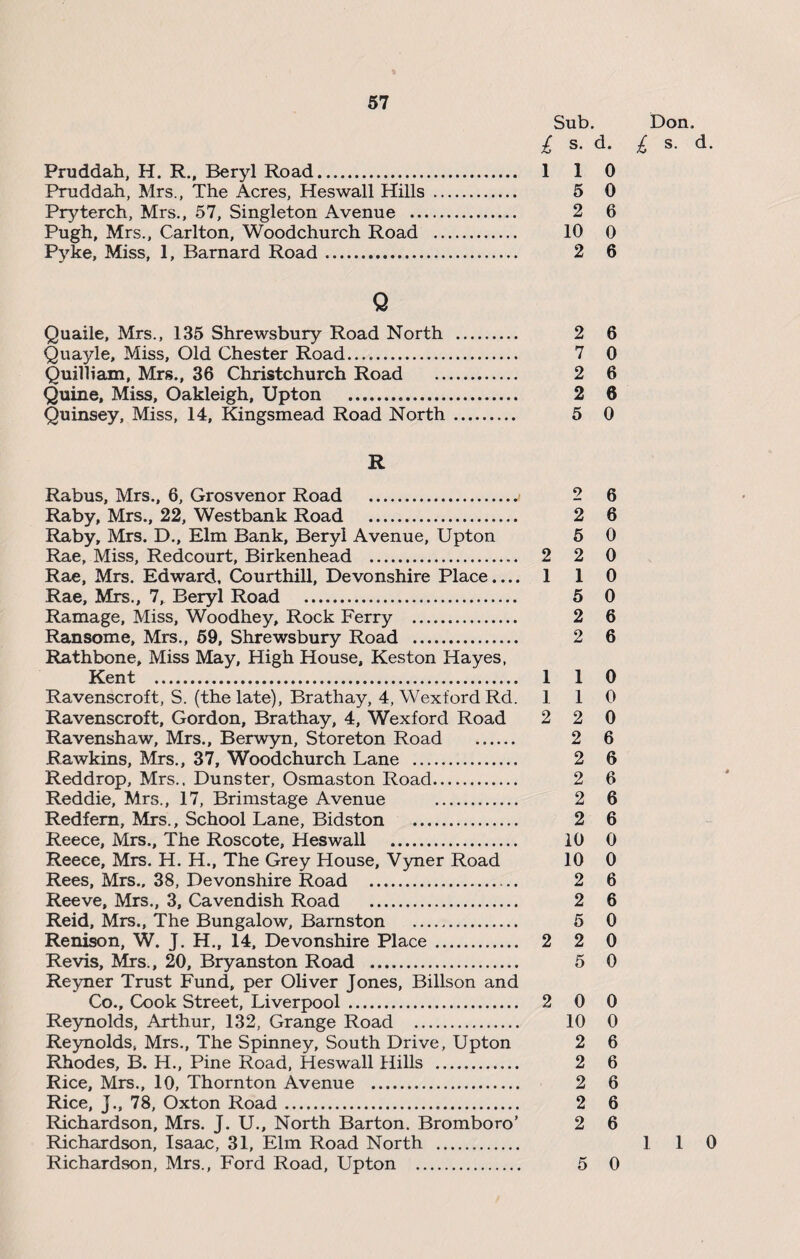 57
Sub. Don.
£ s. d. £ s. d.
Pruddah, H. R., Beryl Road.............................. 1 1 0
Pruddah, Mrs., The Acres, Heswall Hills ............ 5 0
Pryterch, Mrs., 57, Singleton Avenue ................ 2 6
Pugh, Mrs., Carlton, Woodchurch Road ............ 10 0
Pyke, Miss, 1, Barnard Road ............................. 2 6
Q
Quaile, Mrs., 135 Shrewsbury Road North .......... 2 6
Quayle, Miss, Old Chester Road.......................... 7 0
Quilliam, Mrs., 36 Christchurch Road ............. 2 6
Quine, Miss, Oakleigh, Upton .......................... 2 6
Quinsey, Miss, 14, Kingsmead Road North .......... 5 0
R
Rabus, Mrs., 6, Grosvenor Road ....................... 2 6
Raby, Mrs., 22, Westbank Road ....................... 2 6
Raby, Mrs. D., Elm Bank, Beryl Avenue, Upton 5 0
Rae, Miss, Redcourt, Birkenhead ....................... 2 2 0
Rae, Mrs. Edward, Courthill, Devonshire Place.... 1 1 0
Rae, Mrs., 7, Beryl Road ................................. 5 0
Ramage, Miss, Woodhey, Rock Ferry ................ 2 6
Ransome, Mrs., 59, Shrewsbury Road ................ 2 6
Rathbone, Miss May, High House, Keston Hayes,
Kent ........................................................ 1 1 0
Ravenscroft, S. (the late), Brathay, 4, Wexford Rd. 1 1 0
Ravenscroft, Gordon, Brathay, 4, Wexford Road 2 2 0
Ravenshaw, Mrs., Berwyn, Storeton Road ...... 2 6
Rawkins, Mrs., 37, Woodchurch Lane ................ 2 6
Reddrop, Mrs., Dunster, Osmaston Road............. 2 6
Reddie, Mrs., 17, Brimstage Avenue ............. 2 6
Redfern, Mrs., School Lane, Bidston ................ 2 6
Reece, Mrs., The Roscote, Heswall .................... 10 0
Reece, Mrs. H. H., The Grey House, Vyner Road 10 0
Rees, Mrs., 38, Devonshire Road ....................... 2 6
Reeve, Mrs., 3, Cavendish Road ....................... 2 6
Reid, Mrs., The Bungalow, Barnston ................ 5 0
Renison, W. J. H., 14, Devonshire Place ............. 2 2 0
Revis, Mrs., 20, Bryanston Road ....................... 5 0
Reyner Trust Fund, per Oliver Jones, Billson and
Co., Cook Street, Liverpool .......................... 2 0 0
Reynolds, Arthur, 132, Grange Road ................ 10 0
Reynolds, Mrs., The Spinney, South Drive, Upton 2 6
Rhodes, B. H., Pine Road, Heswall Hills ............. 2 6
Rice, Mrs., 10, Thornton Avenue ....................... 2 6
Rice, J., 78, Oxton Road .................................... 2 6
Richardson, Mrs. J. U., North Barton. Bromboro' 2 6
Richardson, Isaac, 31, Elm Road North ............. 1 1 0
Richardson, Mrs., Ford Road, Upton ................ 5 0